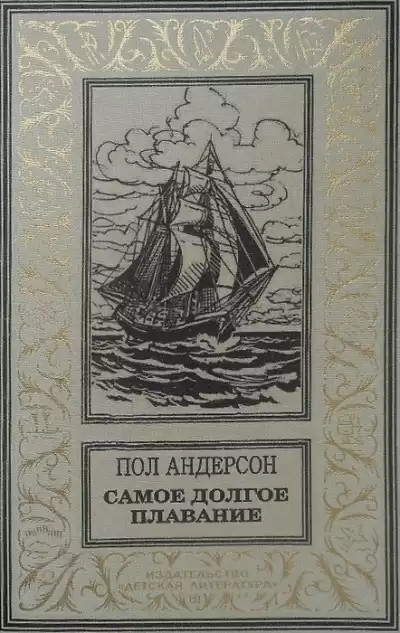 ПОЛ АНДЕРСОН
САМОЕ ДОЛГОЕ
ПЛАВАНИЕ
ИЗДАТЕЛЬСТВО
«ДЕТСКАЯ ЛИТЕРАТУРА»